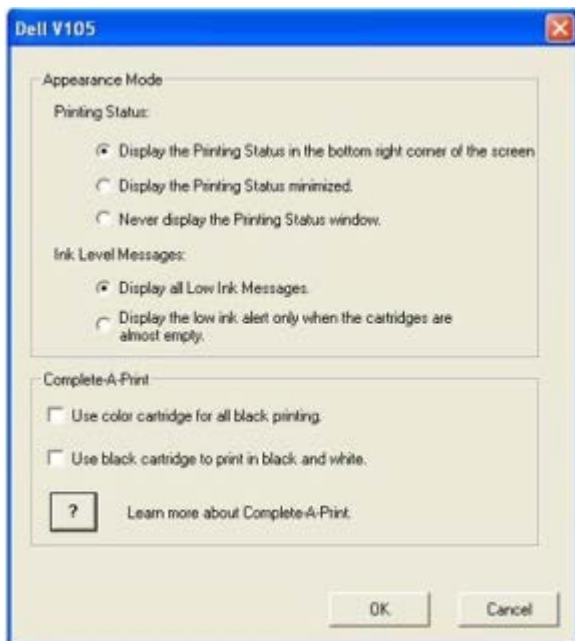 Dell V105
Appearance Mode
Printing Status:
Display the Printing Status in the bottom right corner of the screen
Display the Printing Status minimized.
Never display the Printing Status window.
Ink Level Messages:
Display all Low Ink Messages.
Display the low ink alert only when the cartridges are
almost empty.
Complete-A-Print
Use color cartridge for all black printing.
Use black cartridge to print in black and white.
?
Learn more about Complete-A-Print.
OK
Cancel